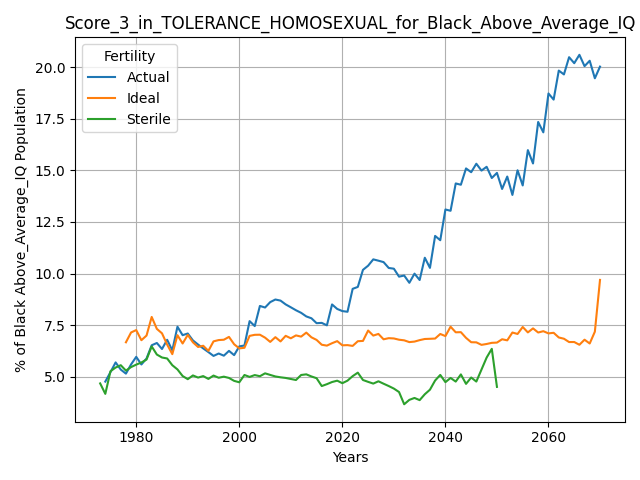 Score_3_in_TOLERANCE_HOMOSEXUAL_for_Black_Above_Average_IQ
Fertility
Actual
Ideal
Sterile
% of Black Above_Average_IQ Population
20.0
17.5
15.0
12.5
10.0
7.5
5.0
1980
2000
2020
2040
2060
Years